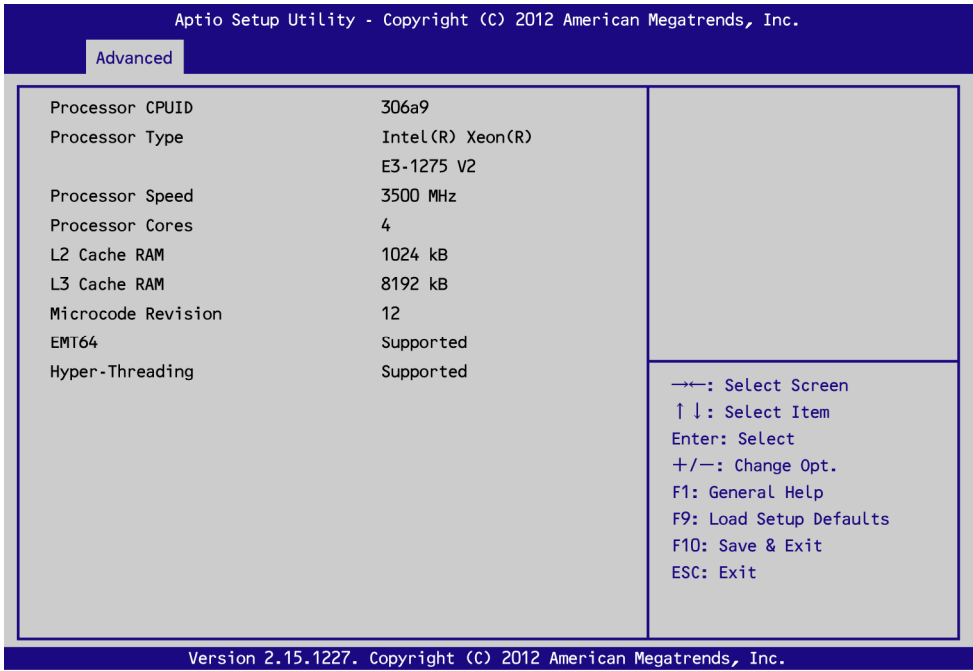 Aptio Setup Utility - Copyright (C) 2012 American Megatrends, Inc.
Advanced
Processor CPUID 306a9
Processor Type Intel(R) Xeon(R)
E3-1275 V2
Processor Speed 3500 MHz
Processor Cores 4
L2 Cache RAM 1024 kB
L3 Cache RAM 8192 kB
Microcode Revision 12
EMT64 Supported
Hyper-Threading Supported
→←: Select Screen
↑↓: Select Item
Enter: Select
+/-: Change Opt.
F1: General Help
F9: Load Setup Defaults
F10: Save & Exit
ESC: Exit
Version 2.15.1227. Copyright (C) 2012 American Megatrends, Inc.